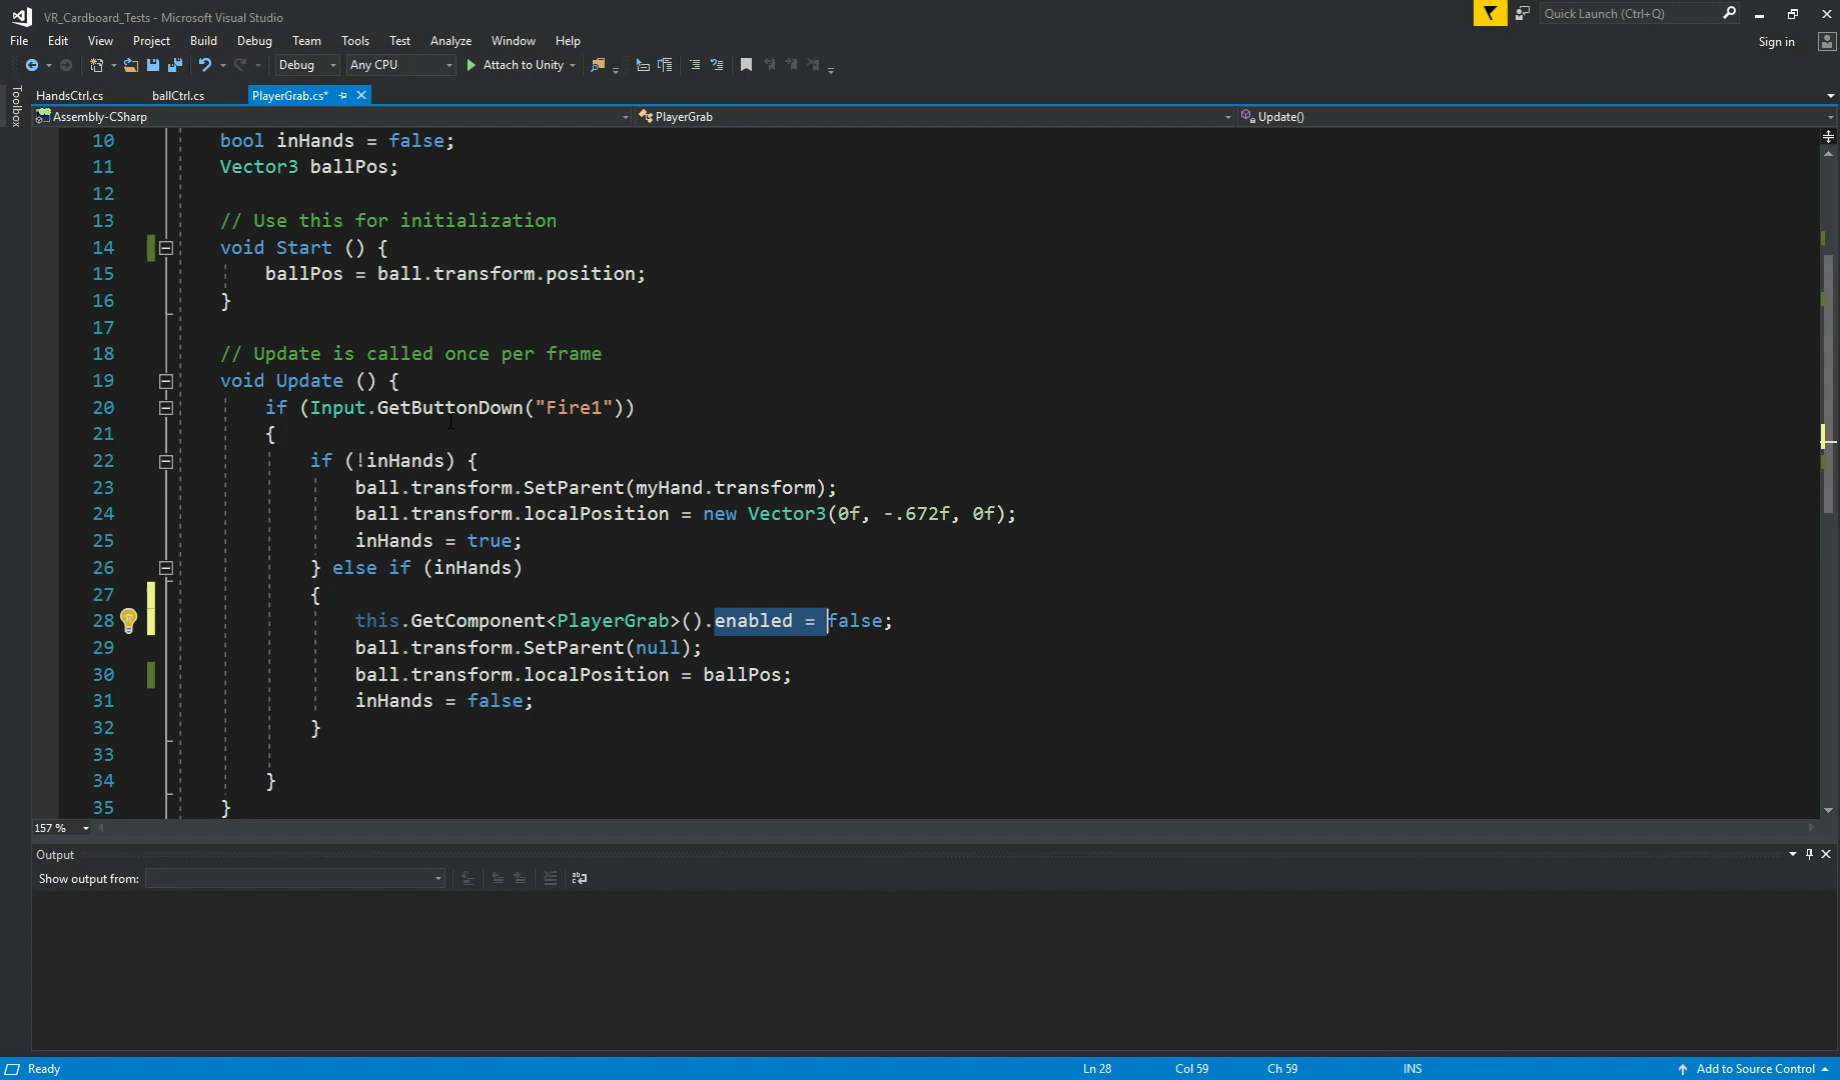 VR_Cardboard_Tests - Microsoft Visual Studio
Quick Launch (Ctrl+Q)
File Edit View Project Build Debug Team Tools Test Analyze Window Help
Sign in
Debug Any CPU Attach to Unity
Toolbox
HandsCtrl.cs ballCtrl.cs PlayerGrab.cs*
Assembly-CSharp PlayerGrab Update()
10 bool inHands = false;
11 Vector3 ballPos;
12
13 // Use this for initialization
14 void Start () {
15 ballPos = ball.transform.position;
16 }
17
18 // Update is called once per frame
19 void Update () {
20 if (Input.GetButtonDown("Fire1"))
21 {
22 if (!inHands) {
23 ball.transform.SetParent(myHand.transform);
24 ball.transform.localPosition = new Vector3(0f, -.672f, 0f);
25 inHands = true;
26 } else if (inHands)
27 {
28 this.GetComponent<PlayerGrab>().enabled = false;
29 ball.transform.SetParent(null);
30 ball.transform.localPosition = ballPos;
31 inHands = false;
32 }
33
34 }
35 }
157 %
Output
Show output from:
Ready Ln 28 Col 59 Ch 59 INS Add to Source Control